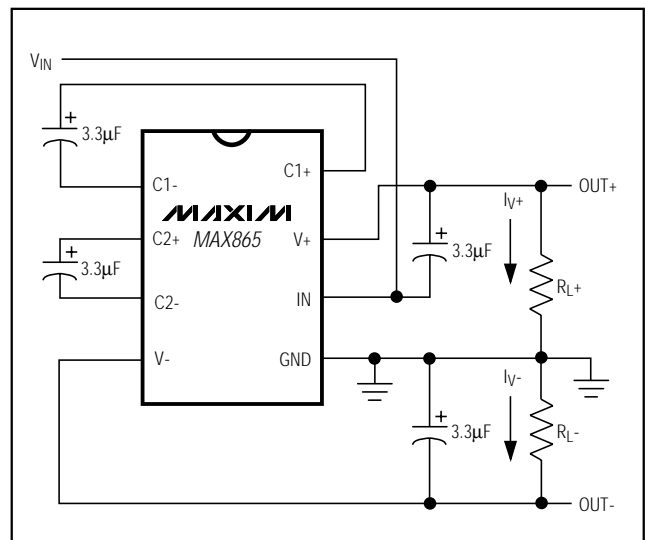 VIN
+
3.3µF
C1-
C1+
MAXIM
MAX865
C2+
V+
+
3.3µF
C2-
IN
V-
GND
+
3.3µF
IV+
RL+
OUT+
+
3.3µF
IV-
RL-
OUT-